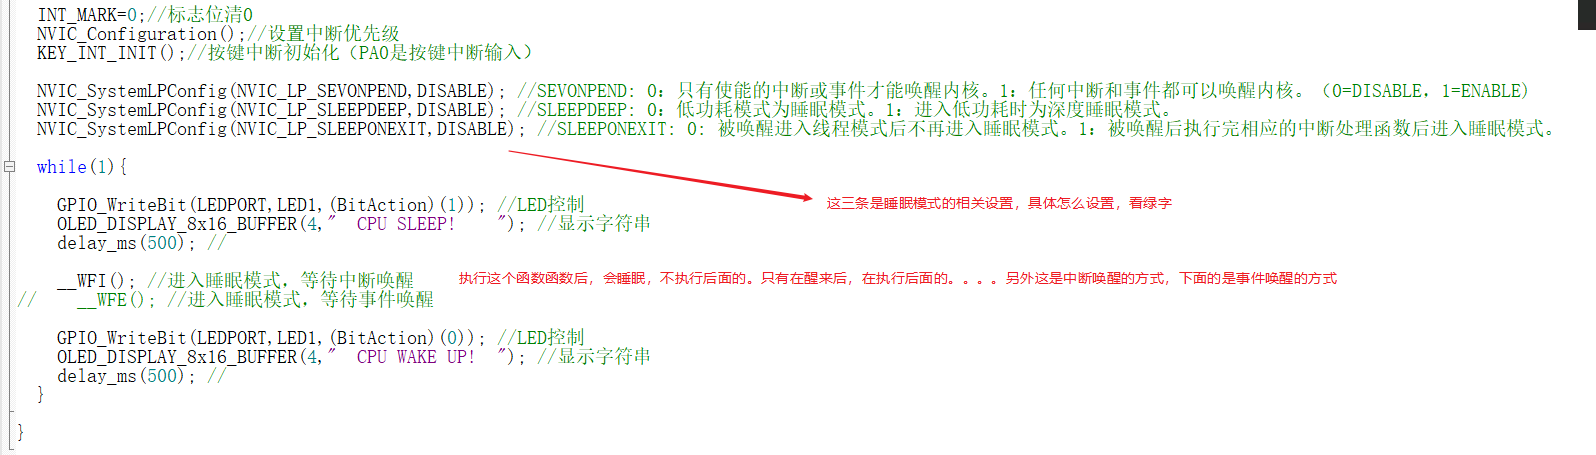 INT_MARK=0;//标志位清0
NVIC_Configuration();//设置中断优先级
KEY_INT_INIT();//按键中断初始化（PA0是按键中断输入）
NVIC_SystemLPConfig(NVIC_LP_SEVONPEND,DISABLE); //SEVONPEND: 0：只有使能的中断或事件才能唤醒内核。1：任何中断和事件都可以唤醒内核。（0=DISABLE，1=ENABLE）
NVIC_SystemLPConfig(NVIC_LP_SLEEPDEEP,DISABLE); //SLEEPDEEP: 0：低功耗模式为睡眠模式。1：进入低功耗时为深度睡眠模式。
NVIC_SystemLPConfig(NVIC_LP_SLEEPONEXIT,DISABLE); //SLEEPONEXIT: 0: 被唤醒进入线程模式后不再进入睡眠模式。1：被唤醒后执行完相应的中断处理函数后进入睡眠模式。
while(1){
GPIO_WriteBit(LEDPORT,LED1,(BitAction)(1)); //LED控制
这三条是睡眠模式的相关设置，具体怎么设置，看绿字
OLED_DISPLAY_8x16_BUFFER(4,"  CPU SLEEP!    "); //显示字符串
delay_ms(500); //
__WFI(); //进入睡眠模式，等待中断唤醒
执行这个函数函数后，会睡眠，不执行后面的。只有在醒来后，在执行后面的。。。。另外这是中断唤醒的方式，下面的是事件唤醒的方式
//    __WFE(); //进入睡眠模式，等待事件唤醒
GPIO_WriteBit(LEDPORT,LED1,(BitAction)(0)); //LED控制
OLED_DISPLAY_8x16_BUFFER(4,"  CPU WAKE UP!  "); //显示字符串
delay_ms(500); //
}
}